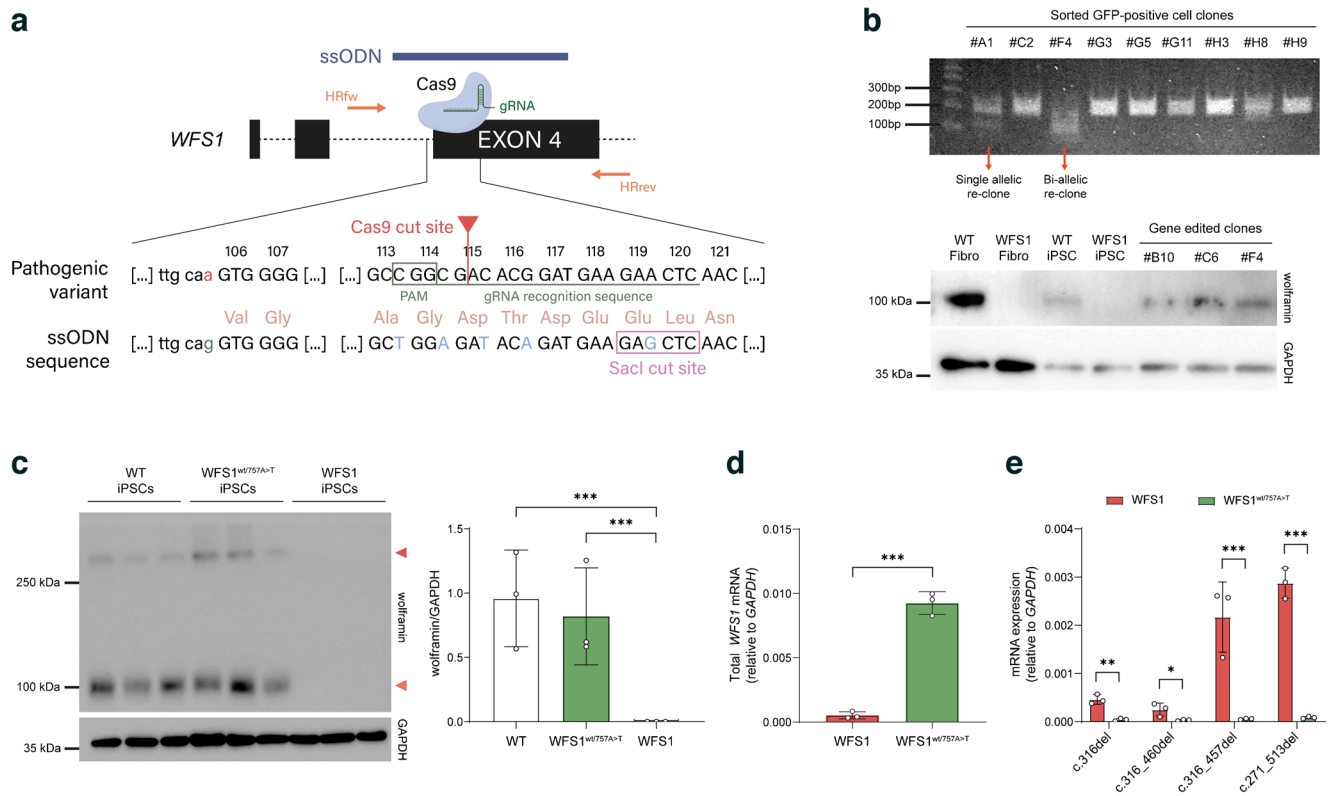 a
ssODN
Cas9
gRNA
HRfw
WFS1
EXON 4
HRrev
Cas9 cut site
106 107 113 114 115 116 117 118 119 120 121
Pathogenic
variant
[...] ttg caa GTG GGG [...] GCC GGC GAC ACG GAT GAA GAA CTC AAC [...]
PAM
gRNA recognition sequence
Val Gly Ala Gly Asp Thr Asp Glu Glu Leu Asn
ssODN
sequence
[...] ttg cag GTG GGG [...] GCT GGA GAT ACA GAT GAA GAG CTC AAC [...]
SacI cut site
b
Sorted GFP-positive cell clones
#A1 #C2 #F4 #G3 #G5 #G11 #H3 #H8 #H9
300bp
200bp
100bp
Single allelic
re-clone
Bi-allelic
re-clone
WT
Fibro
WFS1
Fibro
WT
iPSC
WFS1
iPSC
Gene edited clones
#B10 #C6 #F4
100 kDa
wolframin
35 kDa
GAPDH
c
WT
iPSCs
WFS1wt/757A>T
iPSCs
WFS1
iPSCs
250 kDa
wolframin
100 kDa
35 kDa
GAPDH
wolframin/GAPDH
1.5
1.0
0.5
0.0
***
***
WT
WFS1wt/757A>T
WFS1
d
Total WFS1 mRNA
(relative to GAPDH)
0.015
0.010
0.005
0.000
***
WFS1
WFS1wt/757A>T
e
WFS1
WFS1wt/757A>T
mRNA expression
(relative to GAPDH)
0.004
0.003
0.002
0.001
0.000
**
*
***
***
c.316del
c.316_460del
c.316_457del
c.271_513del